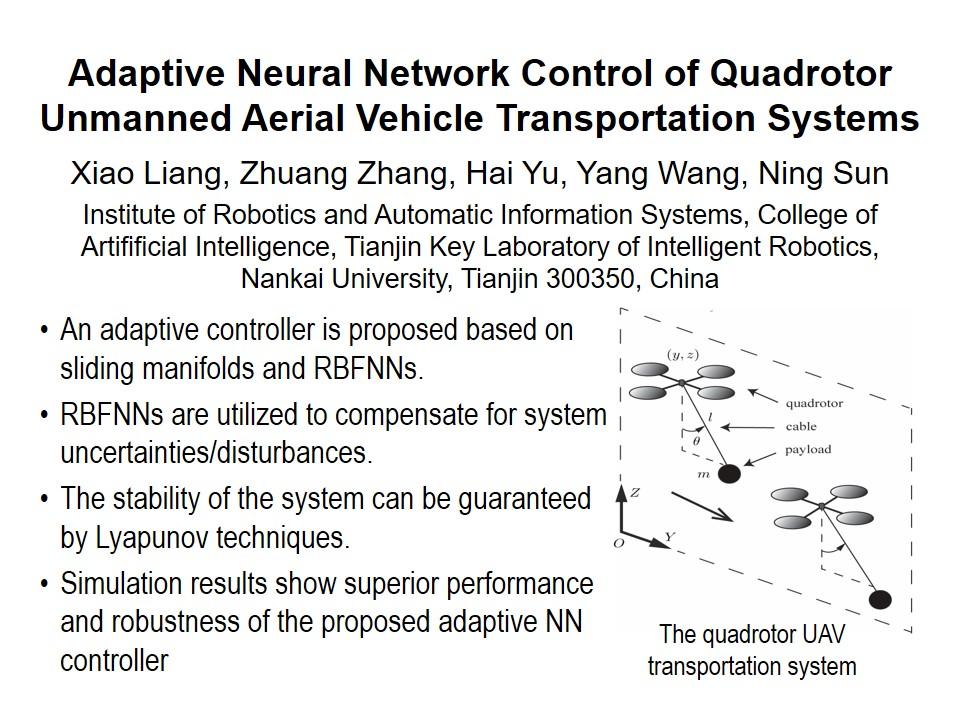 Adaptive Neural Network Control of Quadrotor
Unmanned Aerial Vehicle Transportation Systems
Xiao Liang, Zhuang Zhang, Hai Yu, Yang Wang, Ning Sun
Institute of Robotics and Automatic Information Systems, College of
Artifificial Intelligence, Tianjin Key Laboratory of Intelligent Robotics,
Nankai University, Tianjin 300350, China
• An adaptive controller is proposed based on
sliding manifolds and RBFNNs.
• RBFNNs are utilized to compensate for system
uncertainties/disturbances.
• The stability of the system can be guaranteed
by Lyapunov techniques.
• Simulation results show superior performance
and robustness of the proposed adaptive NN
controller
(y, z)
quadrotor
l
cable
θ
payload
m
Z
Y
O
The quadrotor UAV
transportation system